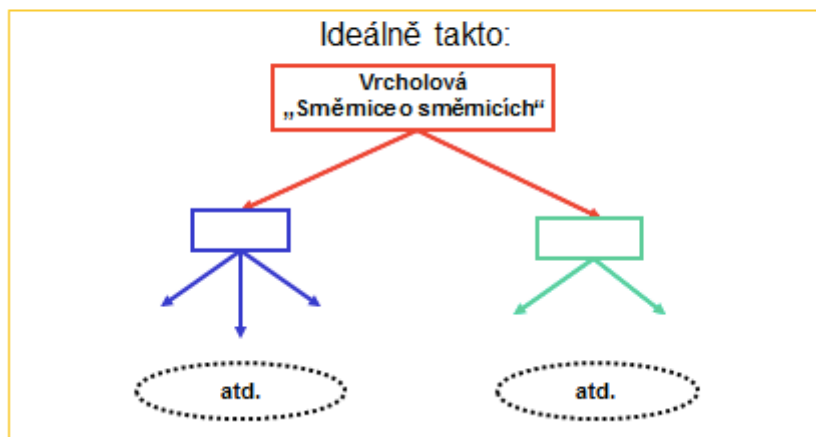 Ideálně takto:
Vrcholová
„Směrnice o směrnicích“
atd.
atd.